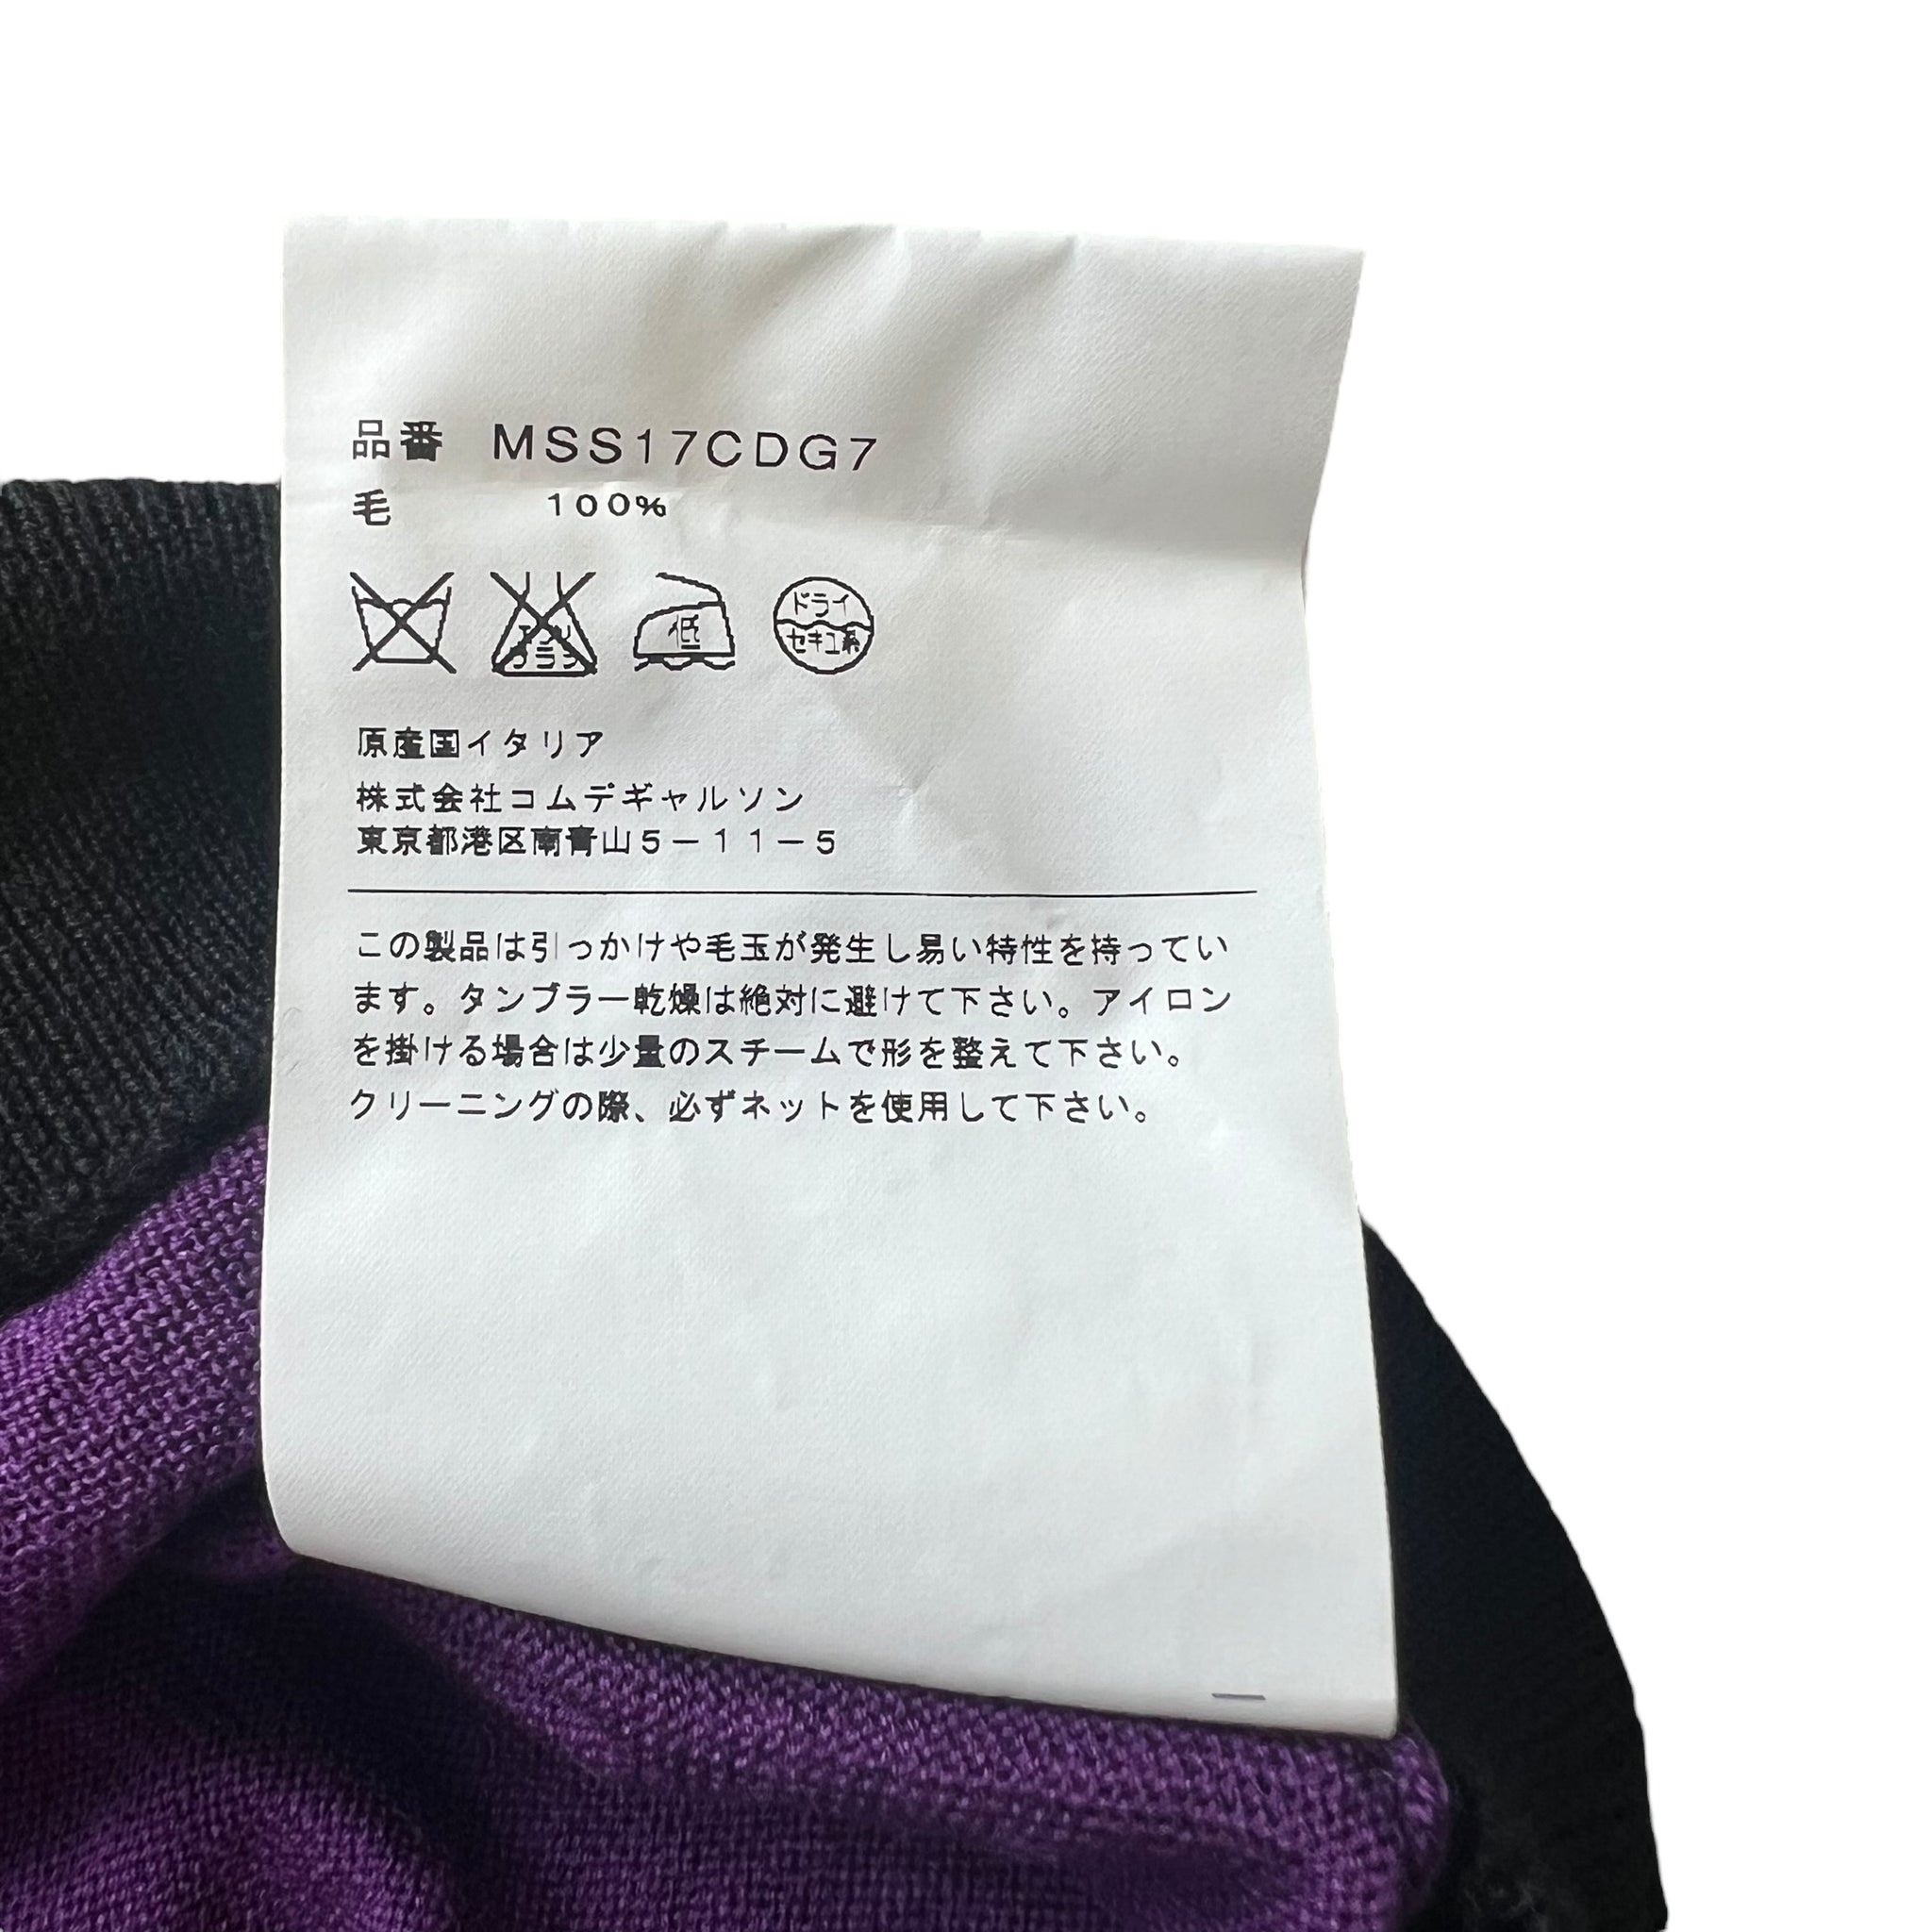 品番 MSS17CDG7
毛 100%
エンソ
サラシ
低
ドライ
セキユ系
原産国イタリア
株式会社コムデギャルソン
東京都港区南青山5-11-5
この製品は引っかけや毛玉が発生し易い特性を持ってい
ます。タンブラー乾燥は絶対に避けて下さい。アイロン
を掛ける場合は少量のスチームで形を整えて下さい。
クリーニングの際、必ずネットを使用して下さい。